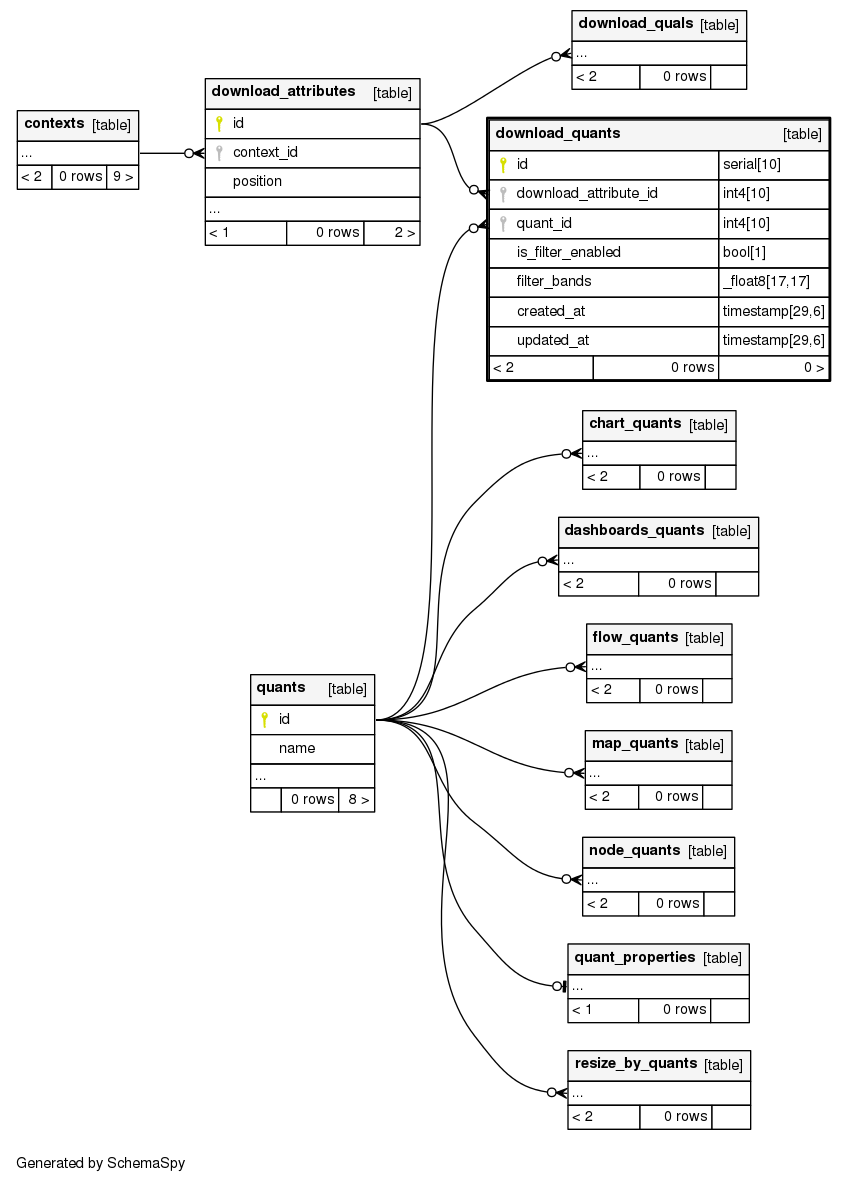 download_quals [table]
...
< 2 0 rows
download_attributes [table]
id
context_id
position
...
< 1 0 rows 2 >
contexts [table]
...
< 2 0 rows 9 >
download_quants [table]
id serial[10]
download_attribute_id int4[10]
quant_id int4[10]
is_filter_enabled bool[1]
filter_bands _float8[17,17]
created_at timestamp[29,6]
updated_at timestamp[29,6]
< 2 0 rows 0 >
chart_quants [table]
...
< 2 0 rows
dashboards_quants [table]
...
< 2 0 rows
flow_quants [table]
...
< 2 0 rows
quants [table]
id
name
...
0 rows 8 >
map_quants [table]
...
< 2 0 rows
node_quants [table]
...
< 2 0 rows
quant_properties [table]
...
< 1 0 rows
resize_by_quants [table]
...
< 2 0 rows
Generated by SchemaSpy